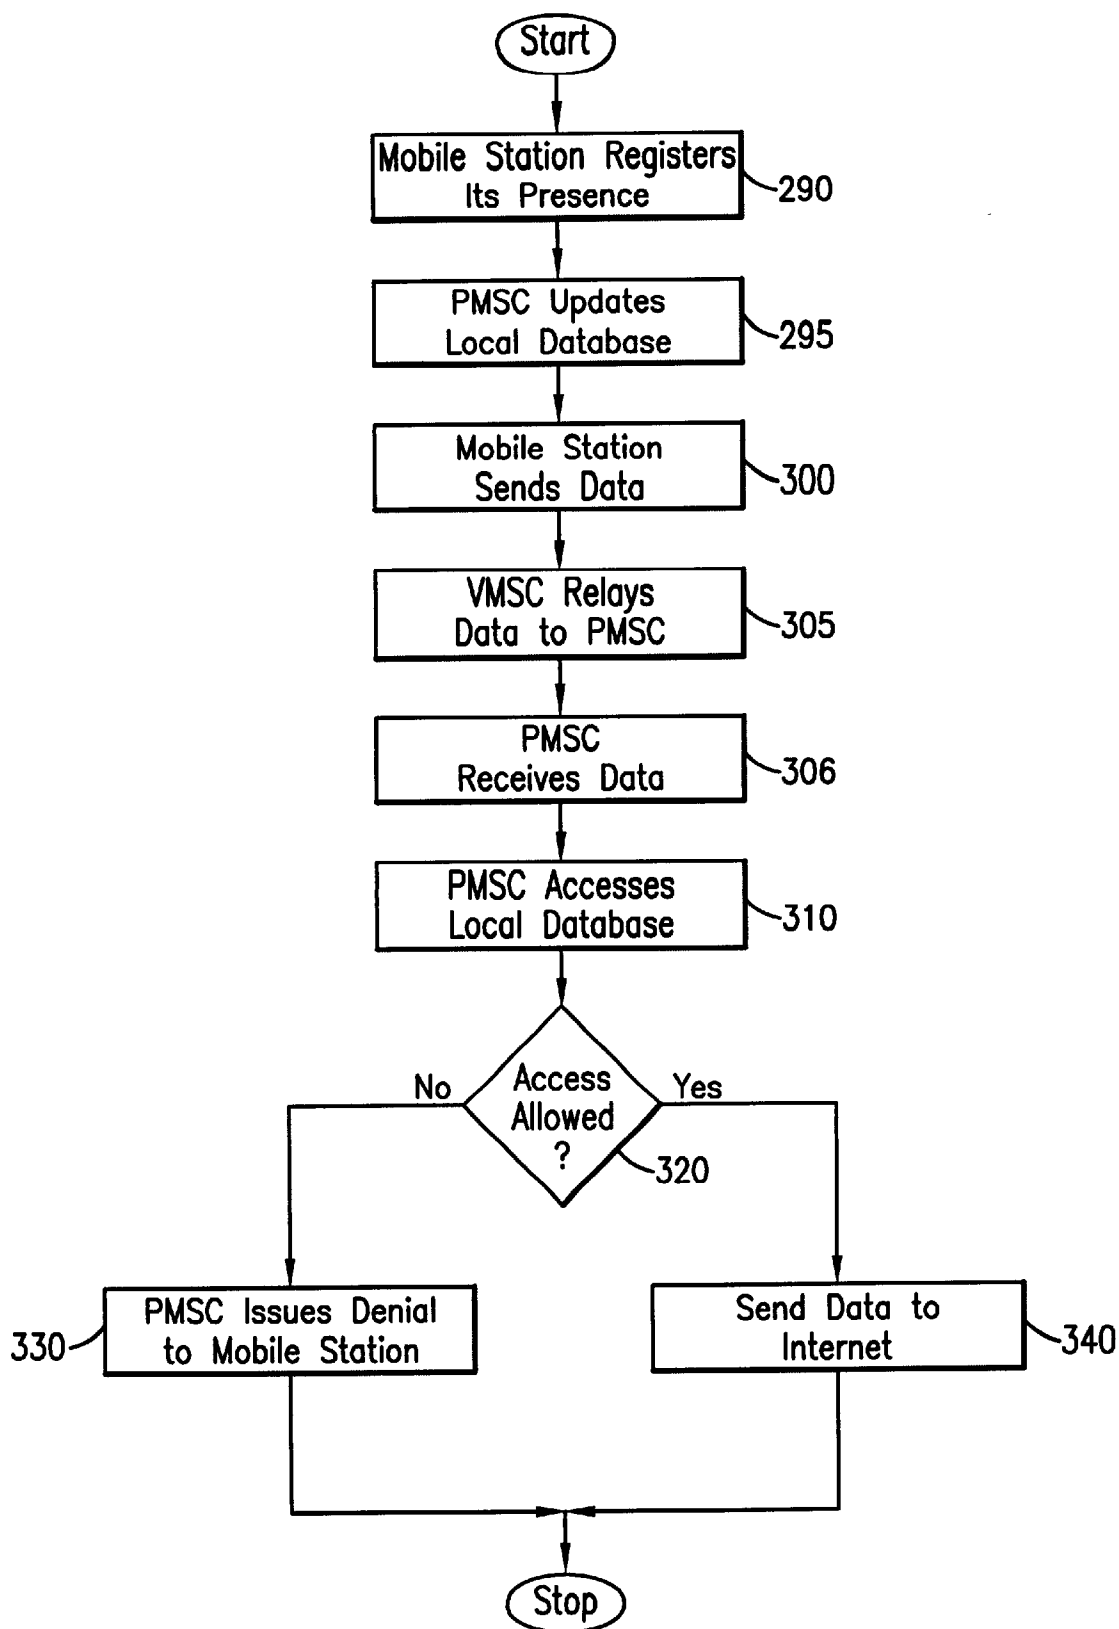 Start
Mobile Station Registers
Its Presence
290
PMSC Updates
Local Database
295
Mobile Station
Sends Data
300
VMSC Relays
Data to PMSC
305
PMSC
Receives Data
306
PMSC Accesses
Local Database
310
Access
Allowed
?
320
No
Yes
PMSC Issues Denial
to Mobile Station
330
Send Data to
Internet
340
Stop